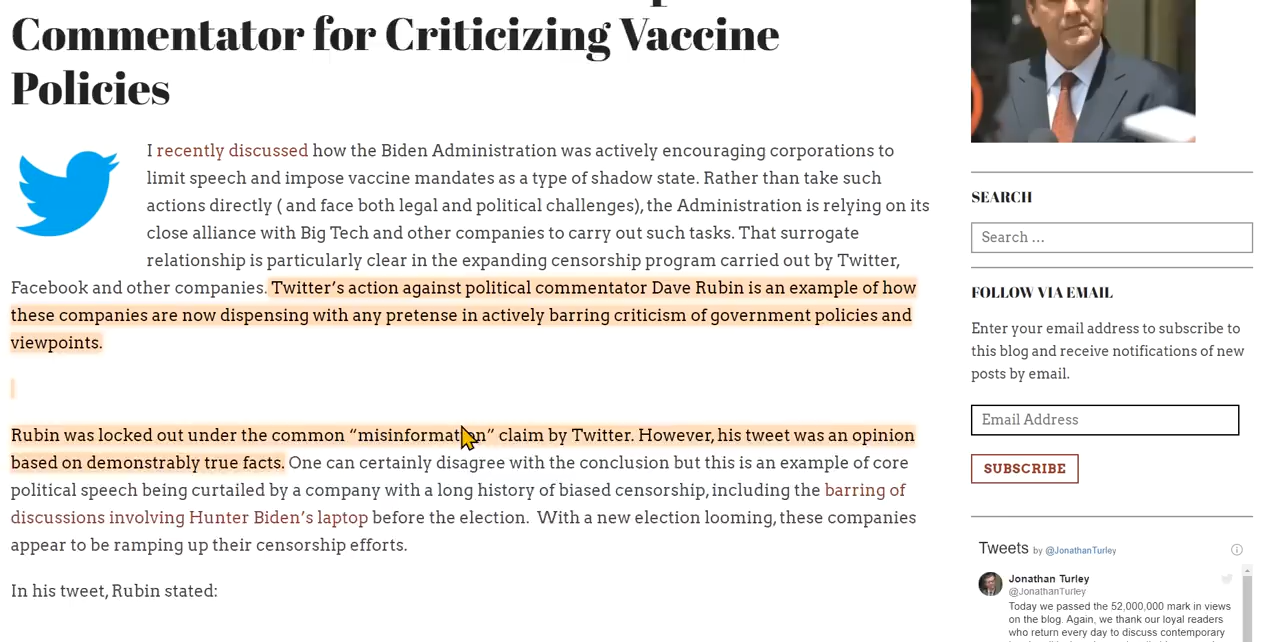 Commentator for Criticizing Vaccine
Policies
I recently discussed how the Biden Administration was actively encouraging corporations to
limit speech and impose vaccine mandates as a type of shadow state. Rather than take such
actions directly ( and face both legal and political challenges), the Administration is relying on its
close alliance with Big Tech and other companies to carry out such tasks. That surrogate
relationship is particularly clear in the expanding censorship program carried out by Twitter,
Facebook and other companies. Twitter’s action against political commentator Dave Rubin is an example of how
these companies are now dispensing with any pretense in actively barring criticism of government policies and
viewpoints.
Rubin was locked out under the common “misinformation” claim by Twitter. However, his tweet was an opinion
based on demonstrably true facts. One can certainly disagree with the conclusion but this is an example of core
political speech being curtailed by a company with a long history of biased censorship, including the barring of
discussions involving Hunter Biden’s laptop before the election.  With a new election looming, these companies
appear to be ramping up their censorship efforts.
In his tweet, Rubin stated:
SEARCH
Search ...
FOLLOW VIA EMAIL
Enter your email address to subscribe to
this blog and receive notifications of new
posts by email.
Email Address
SUBSCRIBE
Tweets by @JonathanTurley
Jonathan Turley
@JonathanTurley
Today we passed the 52,000,000 mark in views
on the blog. Again, we thank our loyal readers
who return every day to discuss contemporary